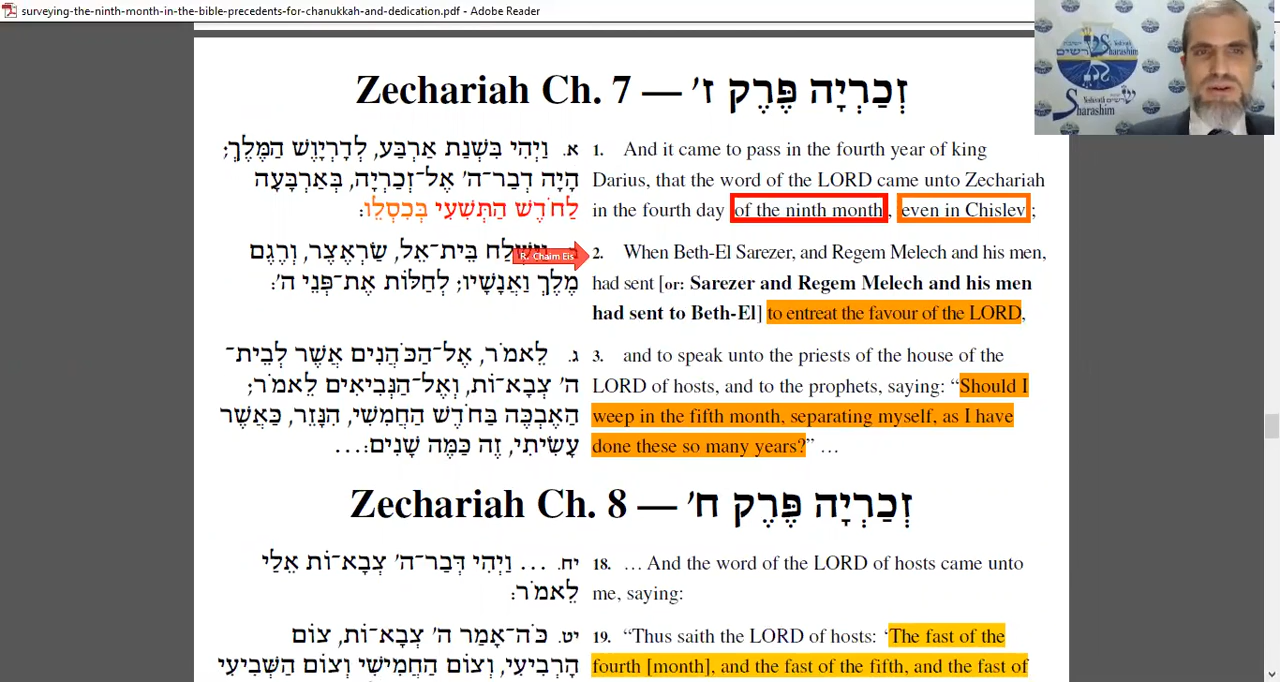 surveying-the-ninth-month-in-the-bible-precedents-for-chanukkah-and-dedication.pdf - Adobe Reader
Yeshivath
Sharashim
שרשים
Zechariah Ch. 7 — זְכַרְיָה פֶּרֶק ז׳
א. וַיְהִי בִּשְׁנַת אַרְבַּע, לְדָרְיָוֶשׁ הַמֶּלֶךְ;
הָיָה דְבַר־ה׳ אֶל־זְכַרְיָה, בְּאַרְבָּעָה
לַחֹדֶשׁ הַתְּשִׁעִי בְּכִסְלֵו:
1. And it came to pass in the fourth year of king
Darius, that the word of the LORD came unto Zechariah
in the fourth day of the ninth month, even in Chislev;
וַיִּשְׁלַח בֵּית־אֵל, שַׂרְאֶצֶר, וְרֶגֶם
מֶלֶךְ וַאֲנָשָׁיו; לְחַלּוֹת אֶת־פְּנֵי ה׳:
R. Chaim Eis
2. When Beth-El Sarezer, and Regem Melech and his men,
had sent [or: Sarezer and Regem Melech and his men
had sent to Beth-El] to entreat the favour of the LORD,
ג. לֵאמֹר, אֶל־הַכֹּהֲנִים אֲשֶׁר לְבֵית־
ה׳ צְבָא־וֹת, וְאֶל־הַנְּבִיאִים לֵאמֹר;
הַאֶבְכֶּה בַּחֹדֶשׁ הַחֲמִשִׁי, הִנָּזֵר, כַּאֲשֶׁר
עָשִׂיתִי, זֶה כַּמֶּה שָׁנִים:…
3. and to speak unto the priests of the house of the
LORD of hosts, and to the prophets, saying: “Should I
weep in the fifth month, separating myself, as I have
done these so many years?” …
Zechariah Ch. 8 — זְכַרְיָה פֶּרֶק ח׳
יח. … וַיְהִי דְּבַר־ה׳ צְבָא־וֹת אֵלַי
לֵאמֹר:
18. … And the word of the LORD of hosts came unto
me, saying:
יט. כֹּה־אָמַר ה׳ צְבָא־וֹת, צוֹם
הָרְבִיעִי, וְצוֹם הַחֲמִישִׁי וְצוֹם הַשְּׁבִיעִי
19. “Thus saith the LORD of hosts: ‘The fast of the
fourth [month], and the fast of the fifth, and the fast of